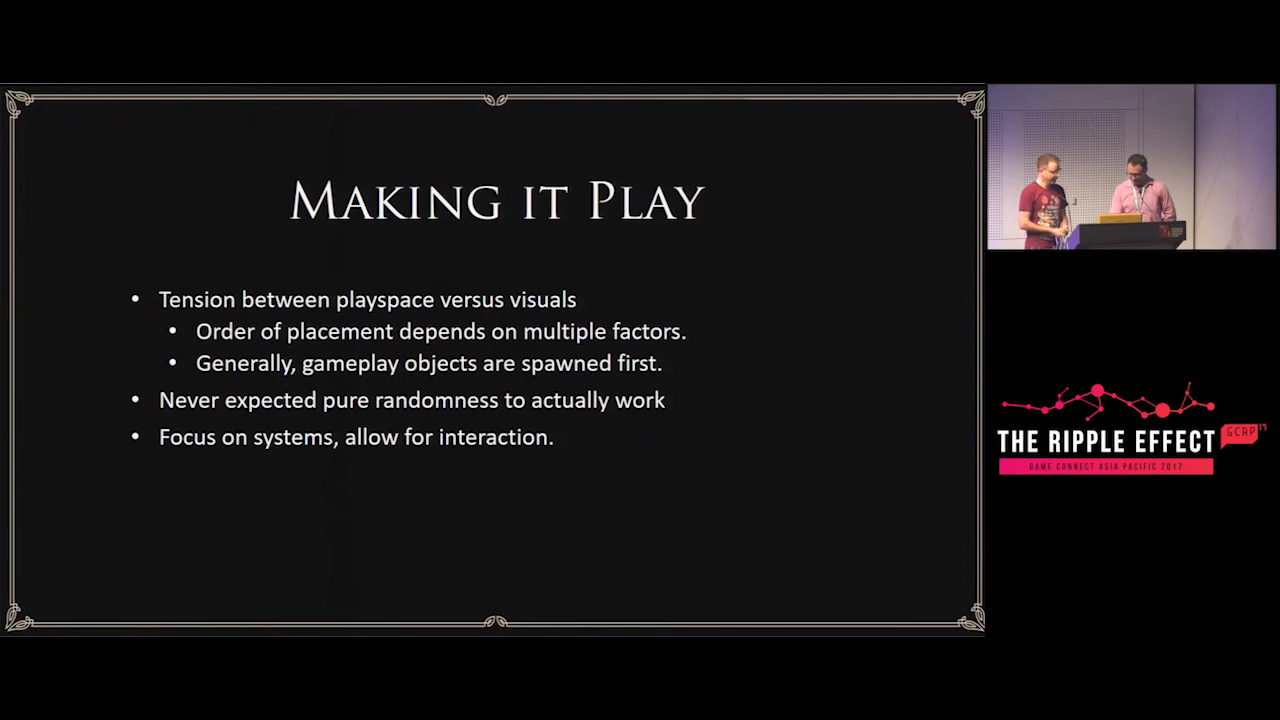 Making it Play
• Tension between playspace versus visuals
• Order of placement depends on multiple factors.
• Generally, gameplay objects are spawned first.
• Never expected pure randomness to actually work
• Focus on systems, allow for interaction.
THE RIPPLE EFFECT
GCAP 17
GAME CONNECT ASIA PACIFIC 2017